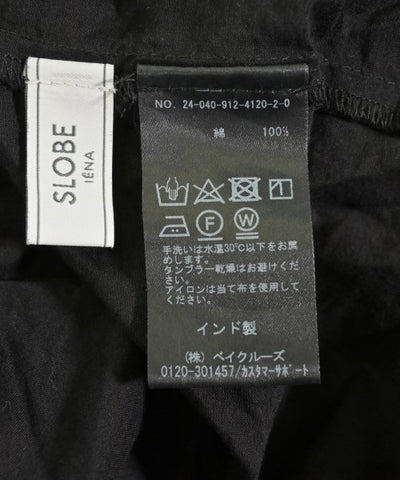 SLOBE
IÉNA
NO. 24-040-912-4120-2-0
綿 100%
手洗いは水温30℃以下をお薦
めします。
タンブラー乾燥はお避けくださ
い。
アイロンは当て布を使用して
ください。
インド製
(株) ベイクルーズ
0120-301457/カスタマーサポート